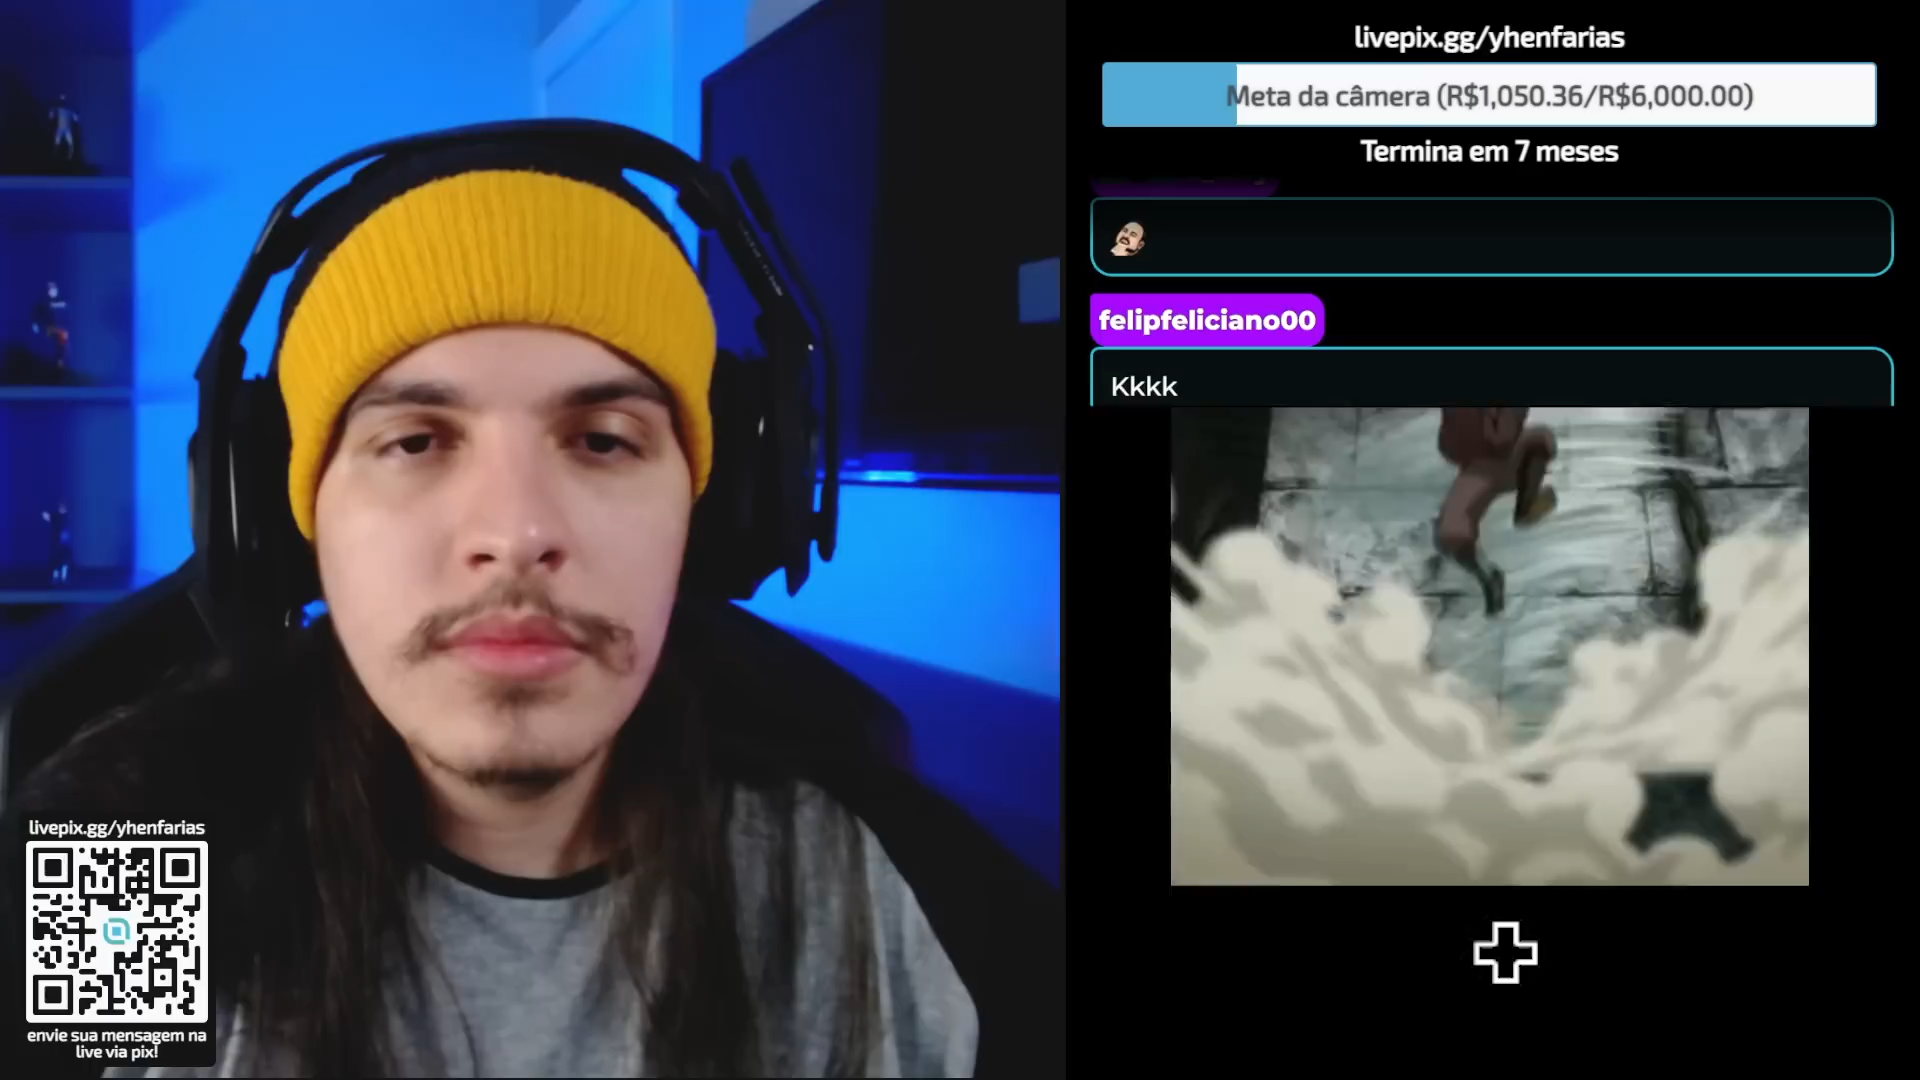 livepix.gg/yhenfarias
Meta da câmera (R$1,050.36/R$6,000.00)
Termina em 7 meses
felipfeliciano00
Kkkk
livepix.gg/yhenfarias
envie sua mensagem na
live via pix!